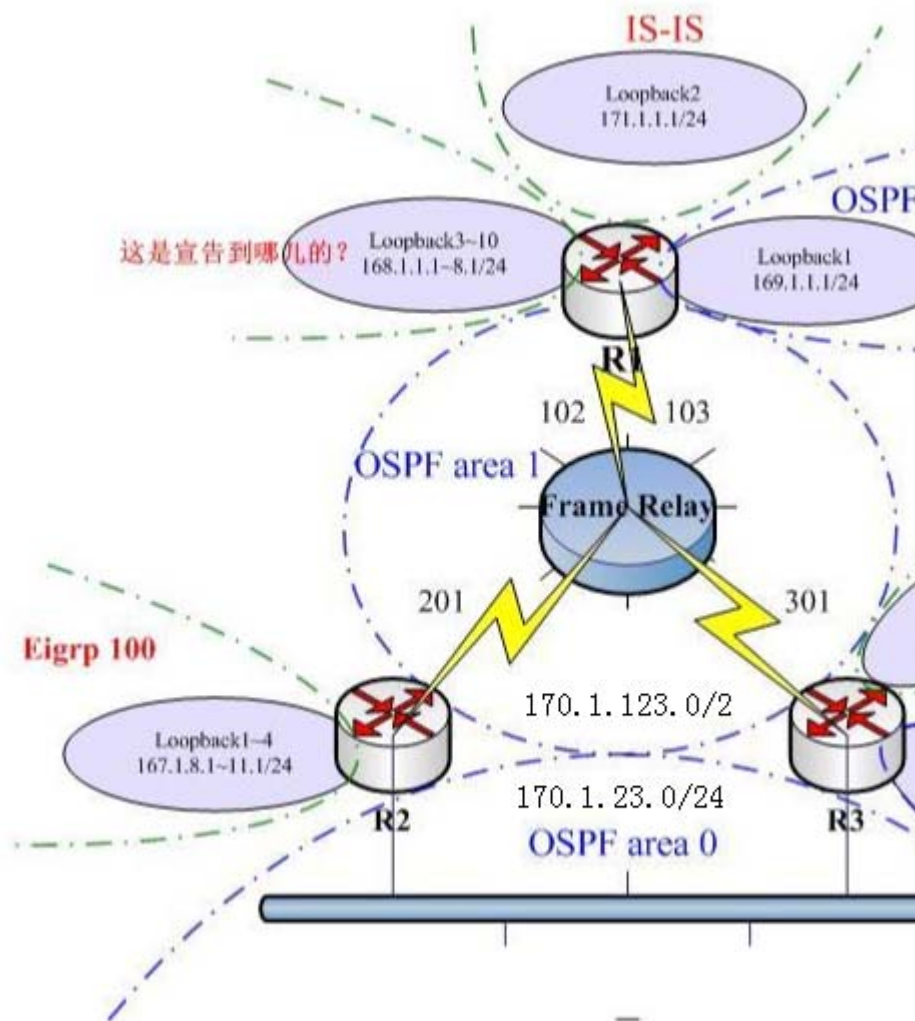 IS-IS
Loopback2
171.1.1.1/24
OSPF
这是宣告到哪儿的？
Loopback3~10
168.1.1.1~8.1/24
Loopback1
169.1.1.1/24
R1
102
103
OSPF area 1
Frame Relay
201
301
Eigrp 100
170.1.123.0/2
Loopback1~4
167.1.8.1~11.1/24
170.1.23.0/24
R2
R3
OSPF area 0